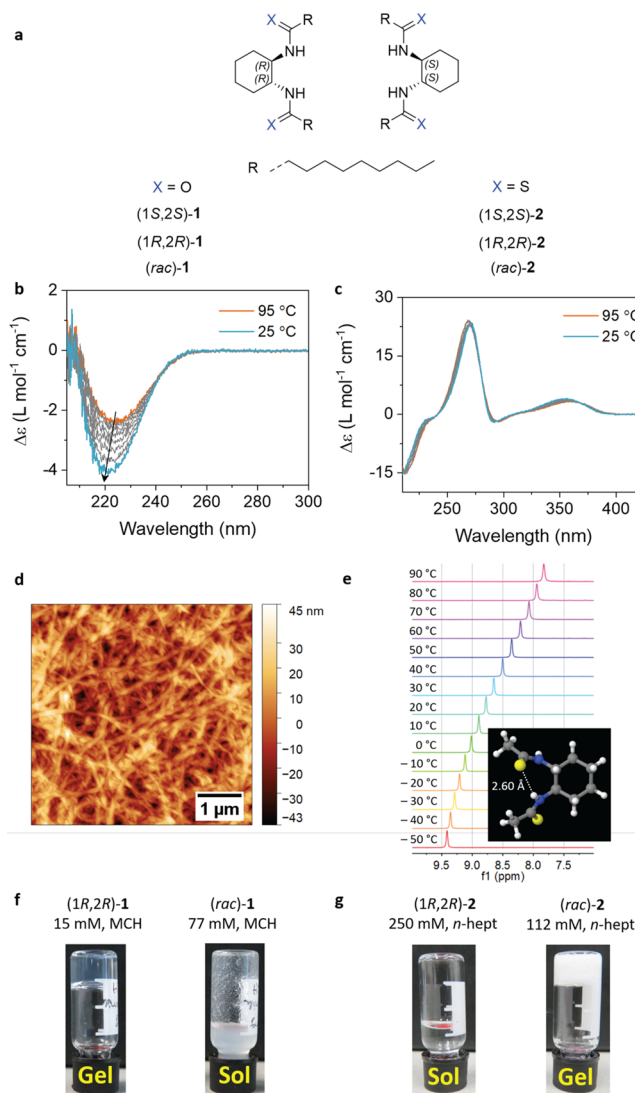 a
X
R
X
R
NH
NH
HN
HN
(R)
(R)
(S)
(S)
X
R
X
R
R
X = O
X = S
(1S,2S)-1
(1S,2S)-2
(1R,2R)-1
(1R,2R)-2
(rac)-1
(rac)-2
b
2
0
-2
-4
95 °C
25 °C
220
240
260
280
300
Δε (L mol⁻¹ cm⁻¹)
Wavelength (nm)
c
30
15
0
-15
95 °C
25 °C
250
300
350
400
Δε (L mol⁻¹ cm⁻¹)
Wavelength (nm)
d
45 nm
30
20
10
0
-10
-20
-30
-43
1 µm
e
90 °C
80 °C
70 °C
60 °C
50 °C
40 °C
30 °C
20 °C
10 °C
0 °C
−10 °C
−20 °C
−30 °C
−40 °C
−50 °C
2.60 Å
9.5
9.0
8.5
8.0
7.5
f1 (ppm)
f
(1R,2R)-1
15 mM, MCH
(rac)-1
77 mM, MCH
Gel
Sol
g
(1R,2R)-2
250 mM, n-hept
(rac)-2
112 mM, n-hept
Sol
Gel